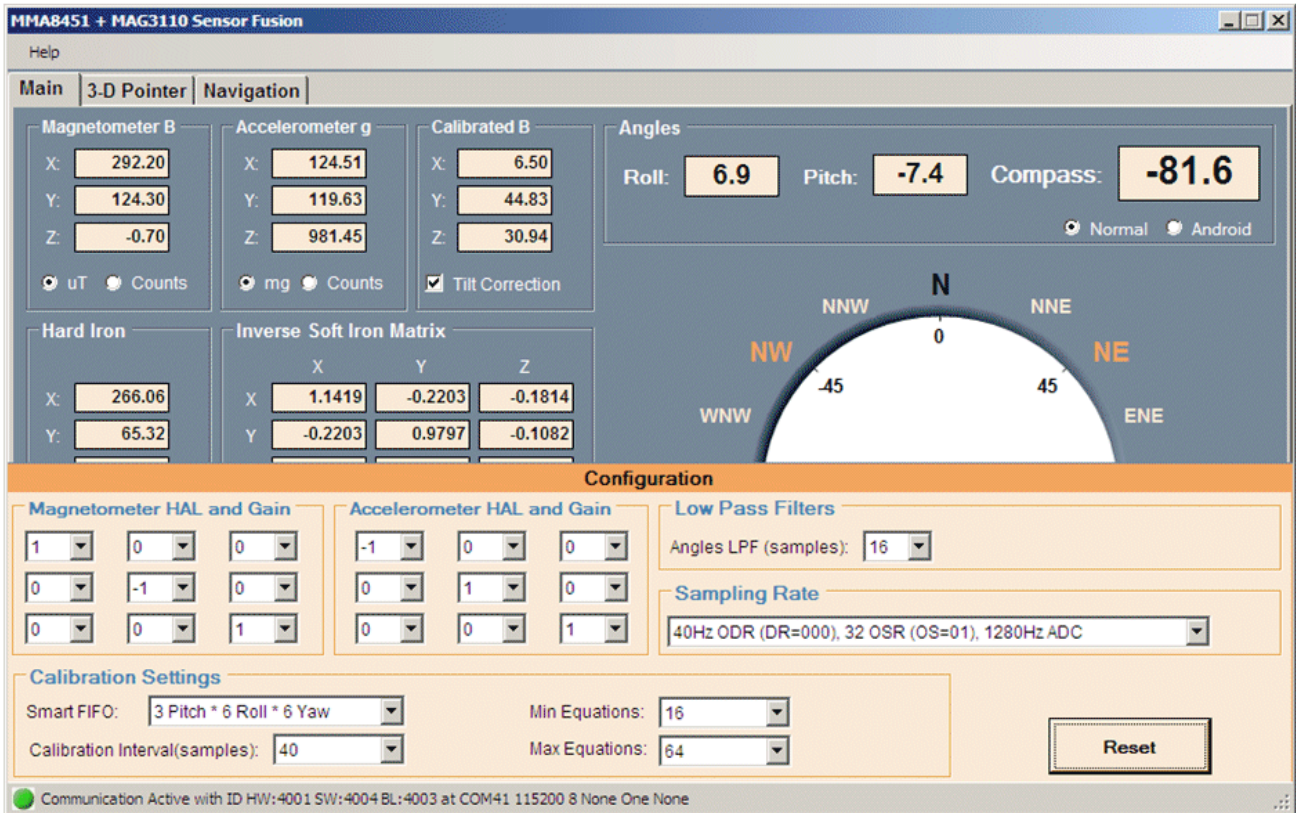 MMA8451 + MAG3110 Sensor Fusion
Help
Main 3-D Pointer Navigation
Magnetometer B
X: 292.20
Y: 124.30
Z: -0.70
uT Counts
Accelerometer g
X: 124.51
Y: 119.63
Z: 981.45
mg Counts
Calibrated B
X: 6.50
Y: 44.83
Z: 30.94
Tilt Correction
Angles
Roll: 6.9 Pitch: -7.4 Compass: -81.6
Normal Android
Hard Iron
X: 266.06
Y: 65.32
Inverse Soft Iron Matrix
X Y Z
X 1.1419 -0.2203 -0.1814
Y -0.2203 0.9797 -0.1082
N
NNW NNE
0
NW NE
-45 45
WNW ENE
Configuration
Magnetometer HAL and Gain
1 0 0
0 -1 0
0 0 1
Accelerometer HAL and Gain
-1 0 0
0 1 0
0 0 1
Low Pass Filters
Angles LPF (samples): 16
Sampling Rate
40Hz ODR (DR=000), 32 OSR (OS=01), 1280Hz ADC
Calibration Settings
Smart FIFO: 3 Pitch * 6 Roll * 6 Yaw
Min Equations: 16
Calibration Interval(samples): 40
Max Equations: 64
Reset
Communication Active with ID HW:4001 SW:4004 BL:4003 at COM41 115200 8 None One None